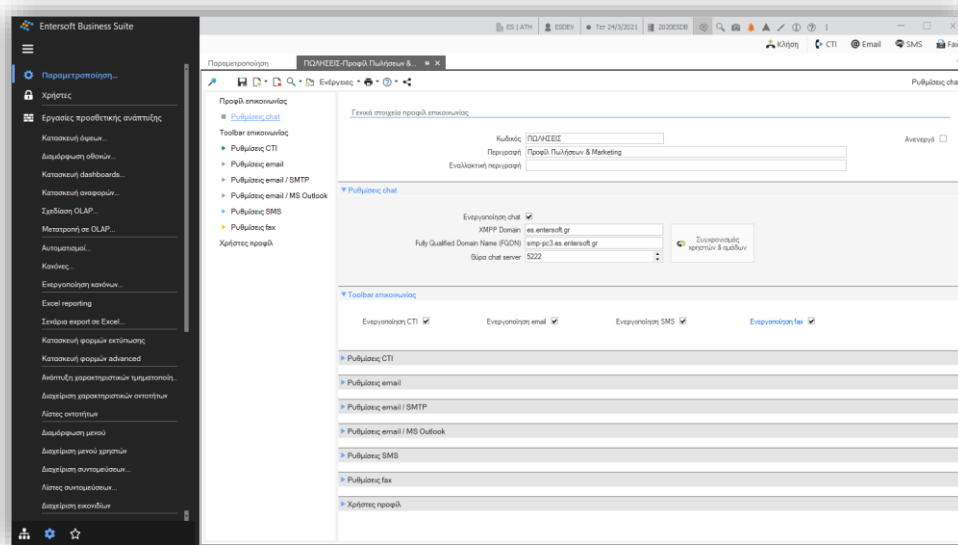 Entersoft Business Suite
ES | ATH
ESDEY
Τετ 24/3/2021
2020ESDB
Κλήση
CTI
@ Email
SMS
Fax
Παραμετροποίηση
ΠΩΛΗΣΕΙΣ-Προφίλ Πωλήσεων &...
Ενέργειες
Ρυθμίσεις cha
Παραμετροποίηση...
Χρήστες
Εργασίες προσθετικής ανάπτυξης
Κατασκευή όψεων...
Διαμόρφωση οθονών...
Κατασκευή dashboards...
Κατασκευή αναφορών...
Σχεδίαση OLAP...
Μετατροπή σε OLAP...
Αυτοματισμοί...
Κανόνες...
Ενεργοποίηση κανόνων...
Excel reporting
Σενάρια export σε Excel...
Κατασκευή φορμών εκτύπωσης
Κατασκευή φορμών advanced
Ανάπτυξη χαρακτηριστικών τμηματοποίη...
Διαχείριση χαρακτηριστικών οντοτήτων
Λίστες οντοτήτων
Διαμόρφωση μενού
Διαχείριση μενού χρηστών
Διαχείριση συντομεύσεων...
Λίστες συντομεύσεων...
Διαχείριση εικονιδίων
Προφίλ επικοινωνίας
Ρυθμίσεις chat
Toolbar επικοινωνίας
Ρυθμίσεις CTI
Ρυθμίσεις email
Ρυθμίσεις email / SMTP
Ρυθμίσεις email / MS Outlook
Ρυθμίσεις SMS
Ρυθμίσεις fax
Χρήστες προφίλ
Γενικά στοιχεία προφίλ επικοινωνίας
Κωδικός ΠΩΛΗΣΕΙΣ
Ανενεργό
Περιγραφή Προφίλ Πωλήσεων & Marketing
Εναλλακτική περιγραφή
Ρυθμίσεις chat
Ενεργοποίηση chat
XMPP Domain es.entersoft.gr
Fully Qualified Domain Name (FQDN) smp-pc3.es.entersoft.gr
Θύρα chat server 5222
Συγχρονισμός
χρηστών & ομάδων
Toolbar επικοινωνίας
Ενεργοποίηση CTI
Ενεργοποίηση email
Ενεργοποίηση SMS
Ενεργοποίηση fax
Ρυθμίσεις CTI
Ρυθμίσεις email
Ρυθμίσεις email / SMTP
Ρυθμίσεις email / MS Outlook
Ρυθμίσεις SMS
Ρυθμίσεις fax
Χρήστες προφίλ